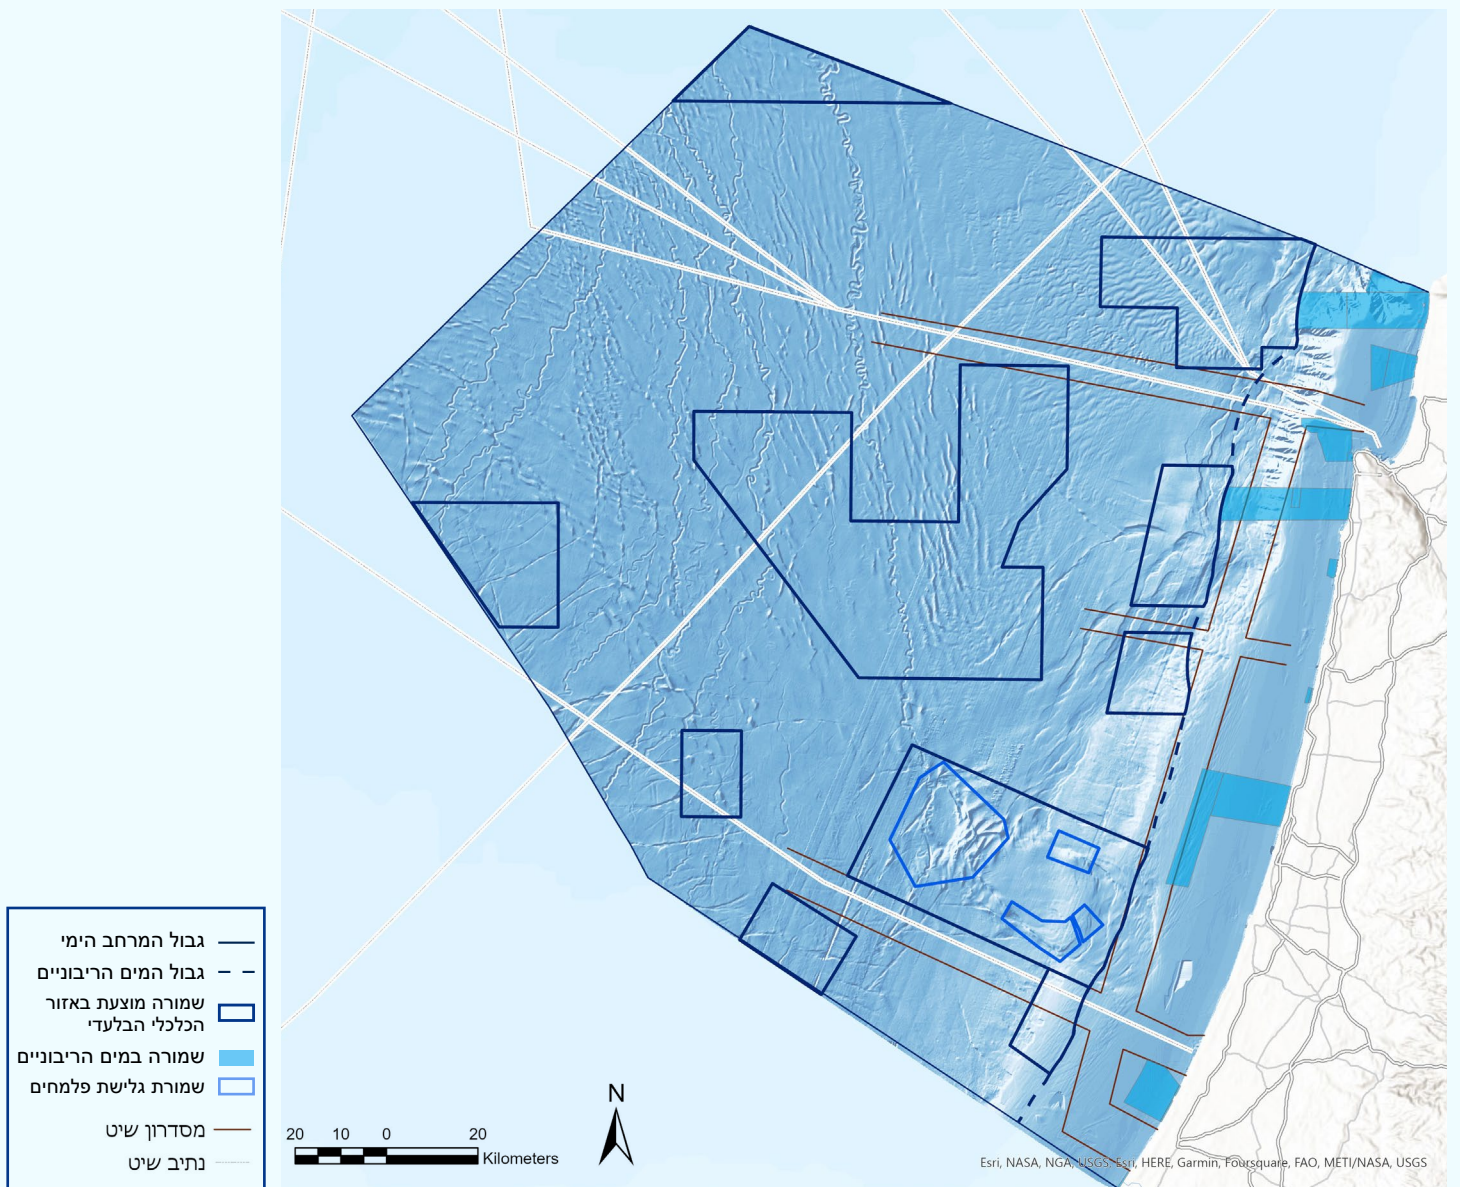 גבול המרחב הימי
גבול המים הריבוניים
שמורה מוצעת באזור
הכלכלי הבלעדי
שמורה במים הריבוניים
שמורת גלישת פלמחים
מסדרון שיט
נתיב שיט
20 10 0 20
Kilometers
N
Esri, NASA, NGA, USGS, Esri, HERE, Garmin, Foursquare, FAO, METI/NASA, USGS